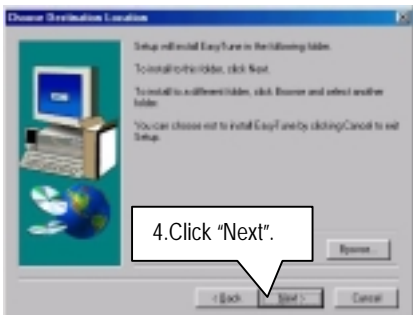 Choose Destination Location
Setup will install EasyTune in the following folder.
To install to this folder, click Next.
To install to a different folder, click Browse and select another
folder.
You can choose not to install EasyTune by clicking Cancel to exit
Setup.
4.Click “Next”.
Browse...
< Back
Next >
Cancel